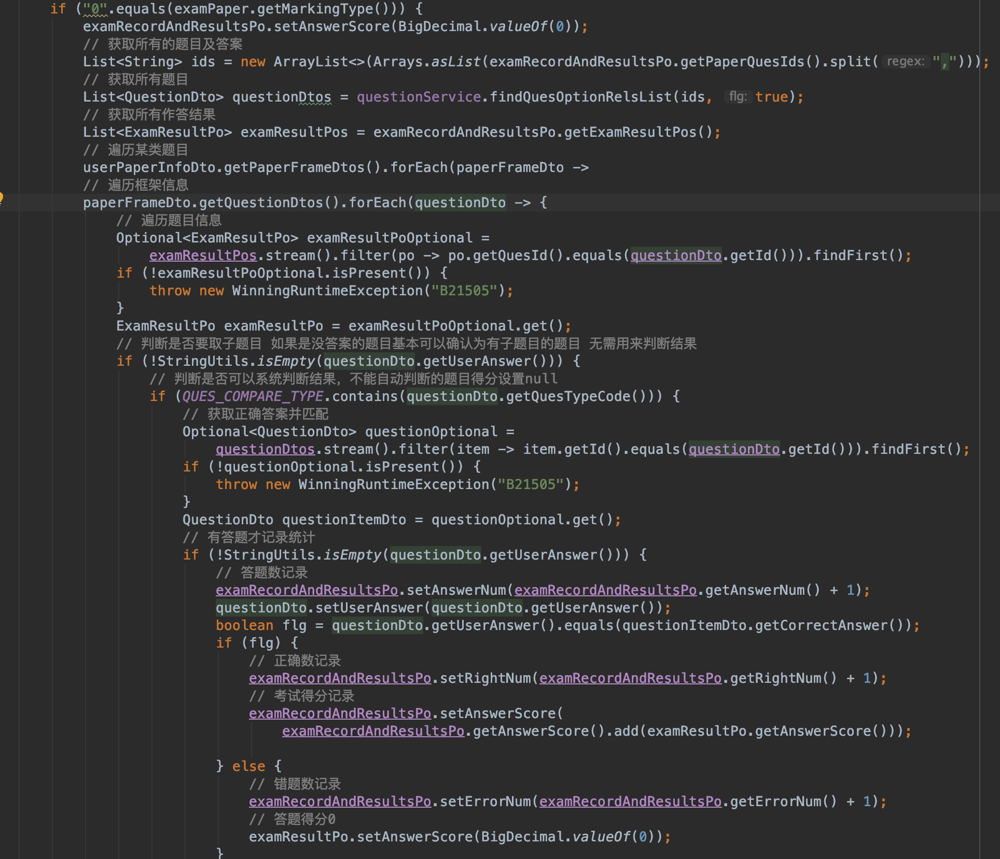 if ("0".equals(examPaper.getMarkingType())) {
examRecordAndResultsPo.setAnswerScore(BigDecimal.valueOf(0));
// 获取所有的题目及答案
List<String> ids = new ArrayList<>(Arrays.asList(examRecordAndResultsPo.getPaperQuesIds().split( regex: ",")));
// 获取所有题目
List<QuestionDto> questionDtos = questionService.findQuesOptionRelsList(ids, flg: true);
// 获取所有作答结果
List<ExamResultPo> examResultPos = examRecordAndResultsPo.getExamResultPos();
// 遍历某类题目
userPaperInfoDto.getPaperFrameDtos().forEach(paperFrameDto ->
// 遍历框架信息
paperFrameDto.getQuestionDtos().forEach(questionDto -> {
// 遍历题目信息
Optional<ExamResultPo> examResultPoOptional =
examResultPos.stream().filter(po -> po.getQuesId().equals(questionDto.getId())).findFirst();
if (!examResultPoOptional.isPresent()) {
throw new WinningRuntimeException("B21505");
}
ExamResultPo examResultPo = examResultPoOptional.get();
// 判断是否要取子题目 如果是没答案的题目基本可以确认为有子题目的题目 无需用来判断结果
if (!StringUtils.isEmpty(questionDto.getUserAnswer())) {
// 判断是否可以系统判断结果，不能自动判断的题目得分设置null
if (QUES_COMPARE_TYPE.contains(questionDto.getQuesTypeCode())) {
// 获取正确答案并匹配
Optional<QuestionDto> questionOptional =
questionDtos.stream().filter(item -> item.getId().equals(questionDto.getId())).findFirst();
if (!questionOptional.isPresent()) {
throw new WinningRuntimeException("B21505");
}
QuestionDto questionItemDto = questionOptional.get();
// 有答题才记录统计
if (!StringUtils.isEmpty(questionDto.getUserAnswer())) {
// 答题数记录
examRecordAndResultsPo.setAnswerNum(examRecordAndResultsPo.getAnswerNum() + 1);
questionDto.setUserAnswer(questionDto.getUserAnswer());
boolean flg = questionDto.getUserAnswer().equals(questionItemDto.getCorrectAnswer());
if (flg) {
// 正确数记录
examRecordAndResultsPo.setRightNum(examRecordAndResultsPo.getRightNum() + 1);
// 考试得分记录
examRecordAndResultsPo.setAnswerScore(
examRecordAndResultsPo.getAnswerScore().add(examResultPo.getAnswerScore()));
} else {
// 错题数记录
examRecordAndResultsPo.setErrorNum(examRecordAndResultsPo.getErrorNum() + 1);
// 答题得分0
examResultPo.setAnswerScore(BigDecimal.valueOf(0));
}